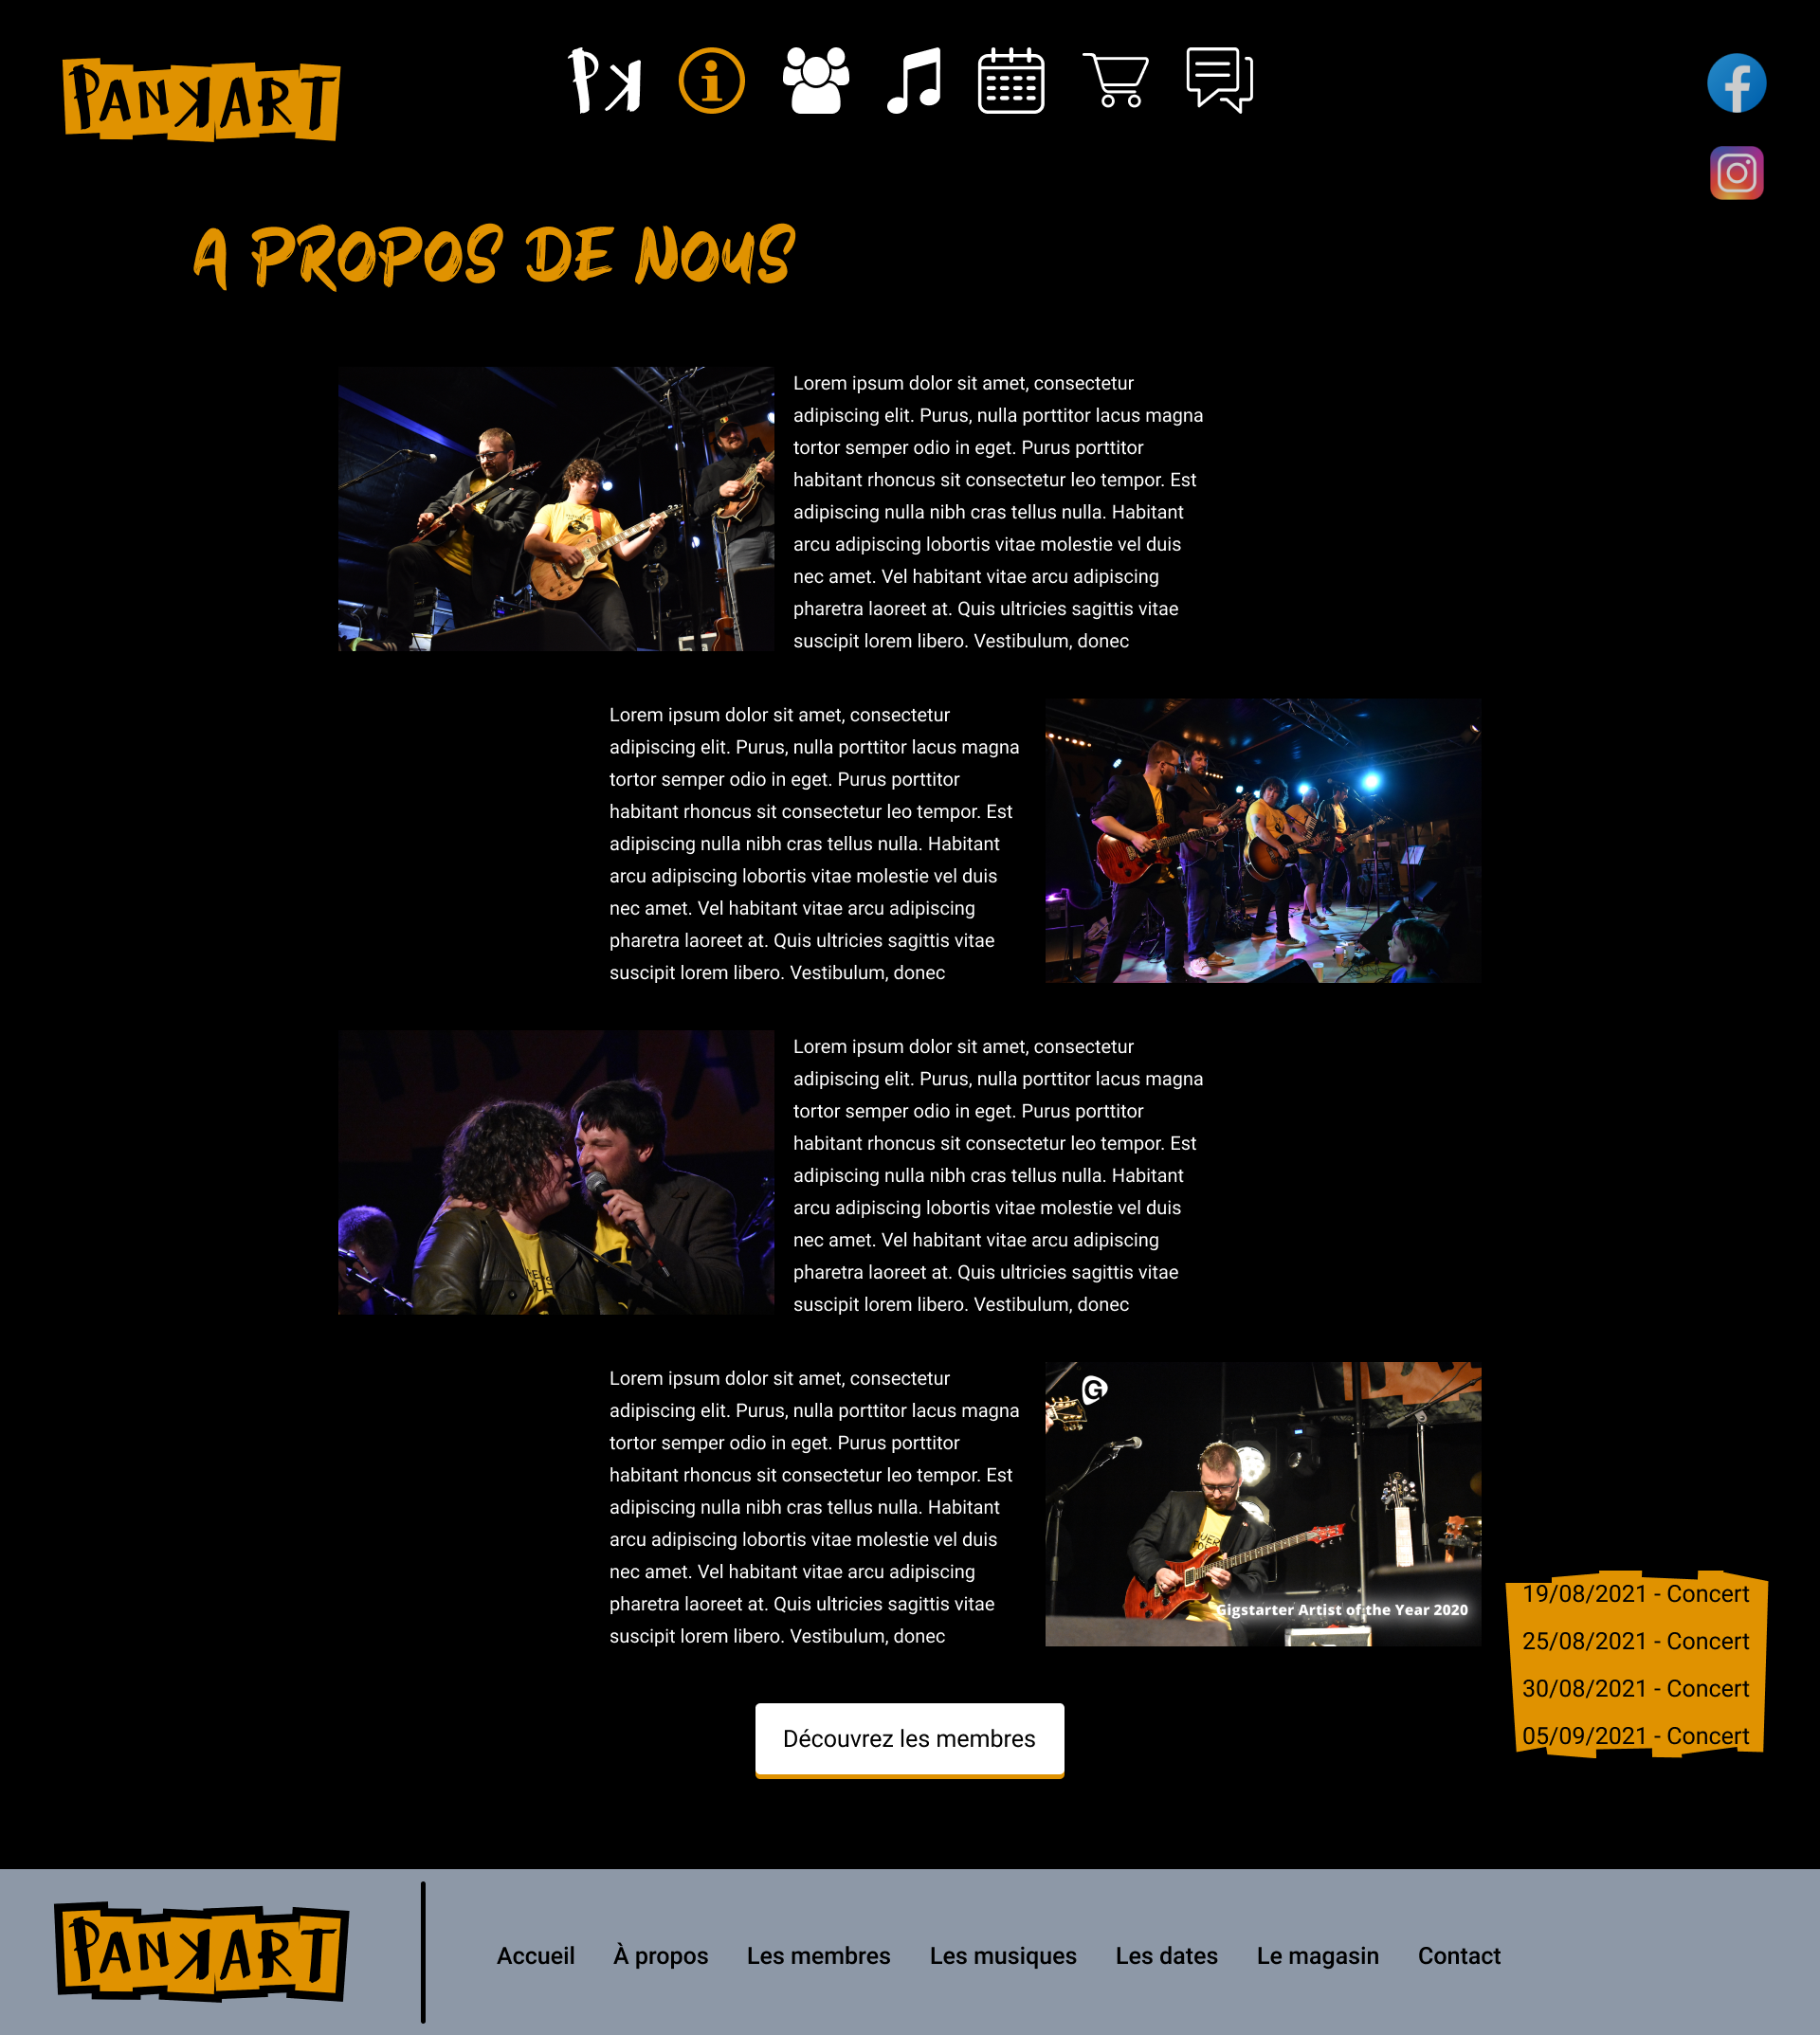 PANKART
PK
A PROPOS DE NOUS
Lorem ipsum dolor sit amet, consectetur
adipiscing elit. Purus, nulla porttitor lacus magna
tortor semper odio in eget. Purus porttitor
habitant rhoncus sit consectetur leo tempor. Est
adipiscing nulla nibh cras tellus nulla. Habitant
arcu adipiscing lobortis vitae molestie vel duis
nec amet. Vel habitant vitae arcu adipiscing
pharetra laoreet at. Quis ultricies sagittis vitae
suscipit lorem libero. Vestibulum, donec
Lorem ipsum dolor sit amet, consectetur
adipiscing elit. Purus, nulla porttitor lacus magna
tortor semper odio in eget. Purus porttitor
habitant rhoncus sit consectetur leo tempor. Est
adipiscing nulla nibh cras tellus nulla. Habitant
arcu adipiscing lobortis vitae molestie vel duis
nec amet. Vel habitant vitae arcu adipiscing
pharetra laoreet at. Quis ultricies sagittis vitae
suscipit lorem libero. Vestibulum, donec
Lorem ipsum dolor sit amet, consectetur
adipiscing elit. Purus, nulla porttitor lacus magna
tortor semper odio in eget. Purus porttitor
habitant rhoncus sit consectetur leo tempor. Est
adipiscing nulla nibh cras tellus nulla. Habitant
arcu adipiscing lobortis vitae molestie vel duis
nec amet. Vel habitant vitae arcu adipiscing
pharetra laoreet at. Quis ultricies sagittis vitae
suscipit lorem libero. Vestibulum, donec
Lorem ipsum dolor sit amet, consectetur
adipiscing elit. Purus, nulla porttitor lacus magna
tortor semper odio in eget. Purus porttitor
habitant rhoncus sit consectetur leo tempor. Est
adipiscing nulla nibh cras tellus nulla. Habitant
arcu adipiscing lobortis vitae molestie vel duis
nec amet. Vel habitant vitae arcu adipiscing
pharetra laoreet at. Quis ultricies sagittis vitae
suscipit lorem libero. Vestibulum, donec
G
Gigstarter Artist of the Year 2020
19/08/2021 - Concert
25/08/2021 - Concert
30/08/2021 - Concert
05/09/2021 - Concert
Découvrez les membres
PANKART
Accueil À propos Les membres Les musiques Les dates Le magasin Contact